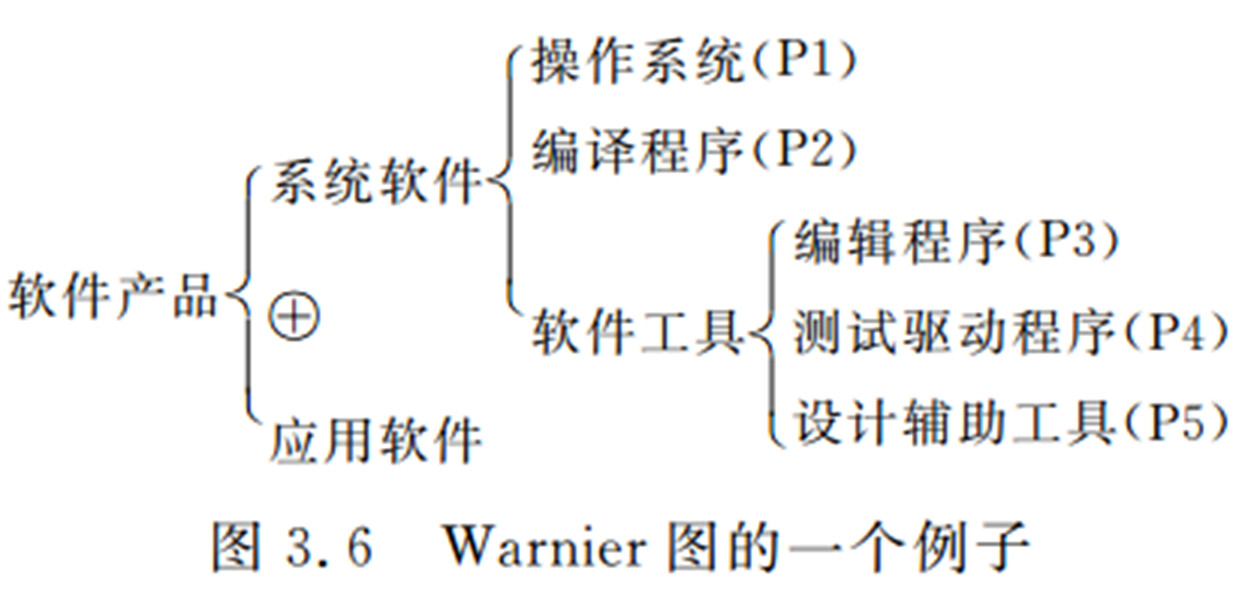 操作系统(P1)
编译程序(P2)
系统软件
编辑程序(P3)
软件产品
⊕
软件工具
测试驱动程序(P4)
设计辅助工具(P5)
应用软件
图 3.6 Warnier 图的一个例子